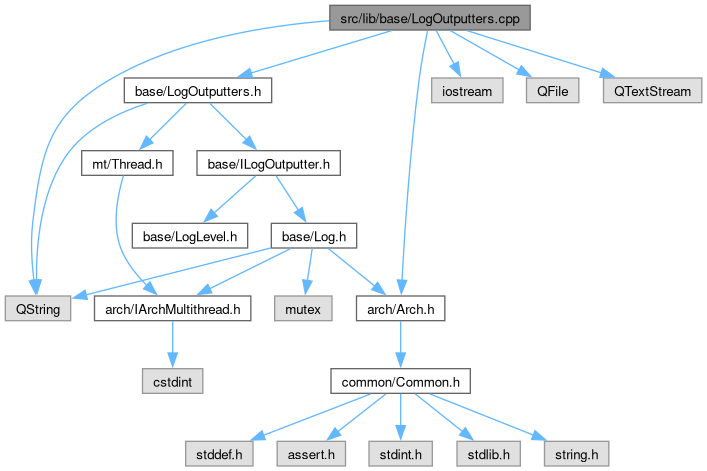 src/lib/base/LogOutputters.cpp
base/LogOutputters.h
iostream
QFile
QTextStream
mt/Thread.h
base/ILogOutputter.h
base/LogLevel.h
base/Log.h
QString
arch/IArchMultithread.h
mutex
arch/Arch.h
cstdint
common/Common.h
stddef.h
assert.h
stdint.h
stdlib.h
string.h